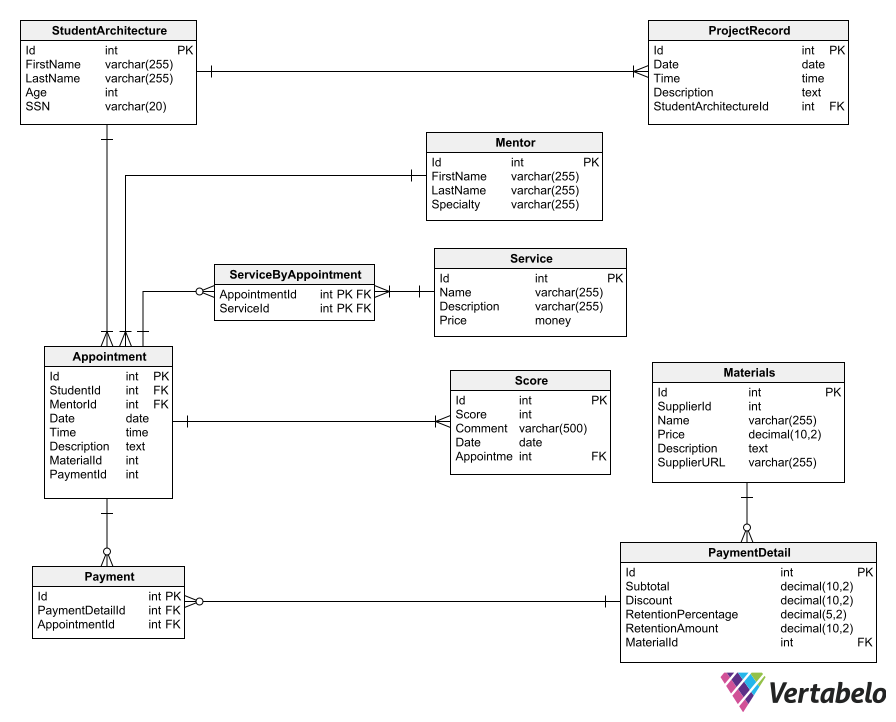 StudentArchitecture
Id int PK
FirstName varchar(255)
LastName varchar(255)
Age int
SSN varchar(20)
ProjectRecord
Id int PK
Date date
Time time
Description text
StudentArchitectureId int FK
Mentor
Id int PK
FirstName varchar(255)
LastName varchar(255)
Specialty varchar(255)
ServiceByAppointment
AppointmentId int PK FK
ServiceId int PK FK
Service
Id int PK
Name varchar(255)
Description varchar(255)
Price money
Appointment
Id int PK
StudentId int FK
MentorId int FK
Date date
Time time
Description text
MaterialId int
PaymentId int
Score
Id int PK
Score int
Comment varchar(500)
Date date
Appointme int FK
Materials
Id int PK
SupplierId int
Name varchar(255)
Price decimal(10,2)
Description text
SupplierURL varchar(255)
Payment
Id int PK
PaymentDetailId int FK
AppointmentId int FK
PaymentDetail
Id int PK
Subtotal decimal(10,2)
Discount decimal(10,2)
RetentionPercentage decimal(5,2)
RetentionAmount decimal(10,2)
MaterialId int FK
Vertabelo